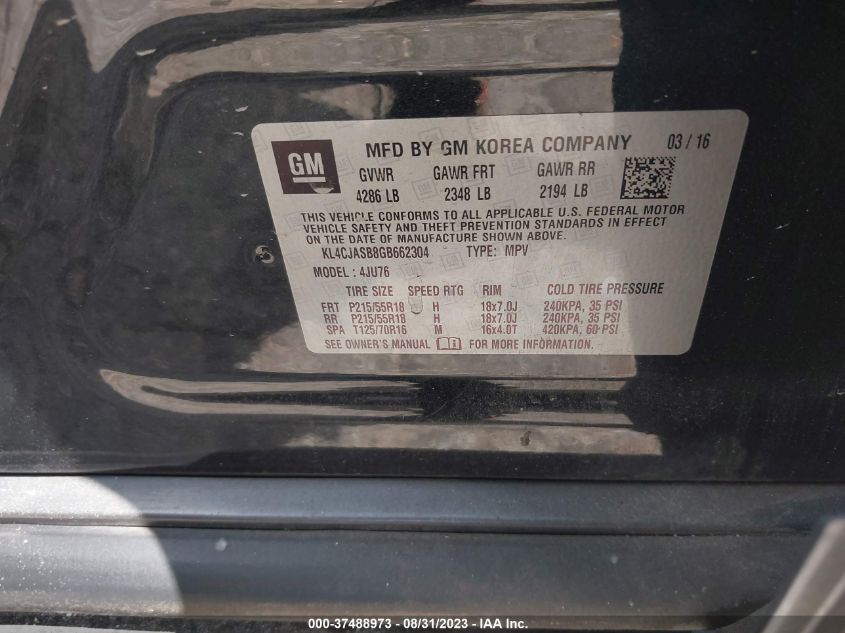 GM
MFD BY GM KOREA COMPANY 03 / 16
GVWR GAWR FRT GAWR RR
4286 LB 2348 LB 2194 LB
THIS VEHICLE CONFORMS TO ALL APPLICABLE U.S. FEDERAL MOTOR
VEHICLE SAFETY AND THEFT PREVENTION STANDARDS IN EFFECT
ON THE DATE OF MANUFACTURE SHOWN ABOVE.
KL4CJASB8GB662304 TYPE: MPV
MODEL : 4JU76
TIRE SIZE SPEED RTG RIM COLD TIRE PRESSURE
FRT P215/55R18 H 18x7.0J 240KPA, 35 PSI
RR P215/55R18 H 18x7.0J 240KPA, 35 PSI
SPA T125/70R16 M 16x4.0T 420KPA, 60 PSI
SEE OWNER'S MANUAL FOR MORE INFORMATION.
000-37488973 - 08/31/2023 - IAA Inc.